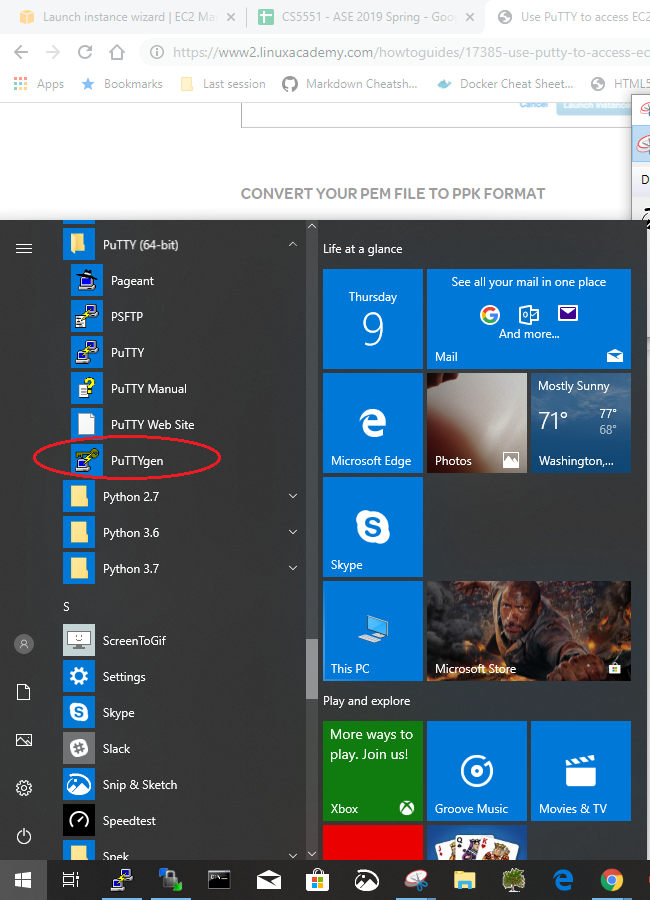 Launch instance wizard | EC2 Ma
CS5551 - ASE 2019 Spring - Goo
Use PuTTY to access EC2
https://www2.linuxacademy.com/howtoguides/17385-use-putty-to-access-ec
Apps
Bookmarks
Last session
Markdown Cheatsh...
Docker Cheat Sheet...
HTML5
Cancel
Launch Instanc
D
CONVERT YOUR PEM FILE TO PPK FORMAT
PuTTY (64-bit)
Pageant
PSFTP
PuTTY
PuTTY Manual
PuTTY Web Site
PuTTYgen
Python 2.7
Python 3.6
Python 3.7
S
ScreenToGif
Settings
Skype
Slack
Snip & Sketch
Speedtest
Spek
Life at a glance
Thursday
9
See all your mail in one place
And more...
Mail
Microsoft Edge
Photos
Mostly Sunny
71° 77°
68°
Washington,...
Skype
This PC
Microsoft Store
Play and explore
More ways to
play. Join us!
Xbox
Groove Music
Movies & TV